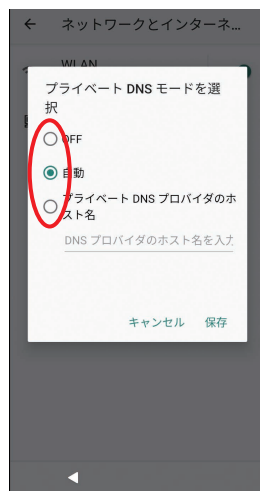 ネットワークとインターネ...
WLAN
プライベート DNS モードを選
択
OFF
自動
プライベート DNS プロバイダのホ
スト名
DNS プロバイダのホスト名を入力
キャンセル 保存